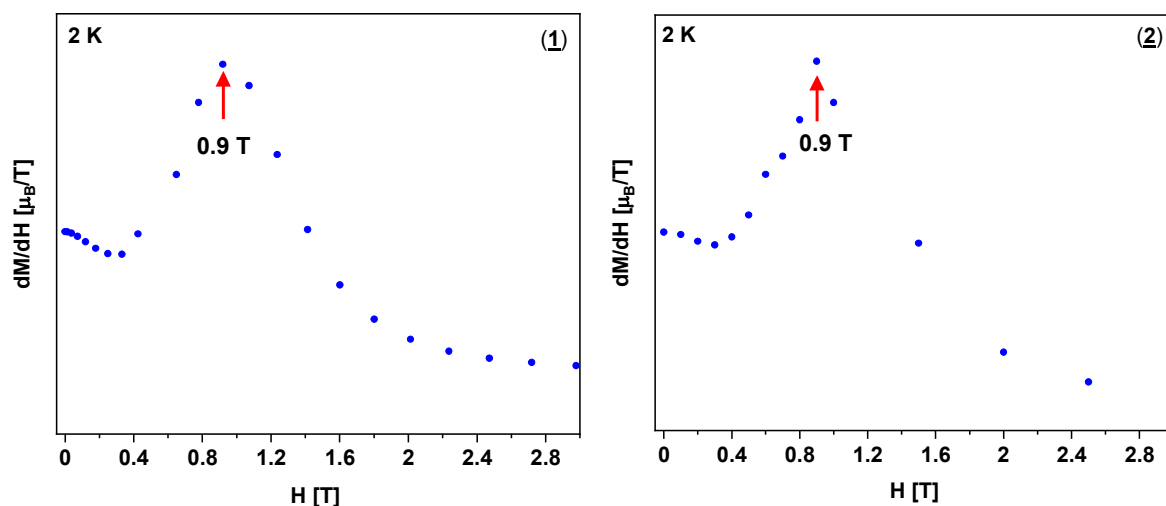 2 K (1)
0.9 T
dM/dH [μB/T]
0 0.4 0.8 1.2 1.6 2 2.4 2.8
H [T]
2 K (2)
0.9 T
dM/dH [μB/T]
0 0.4 0.8 1.2 1.6 2 2.4 2.8
H [T]